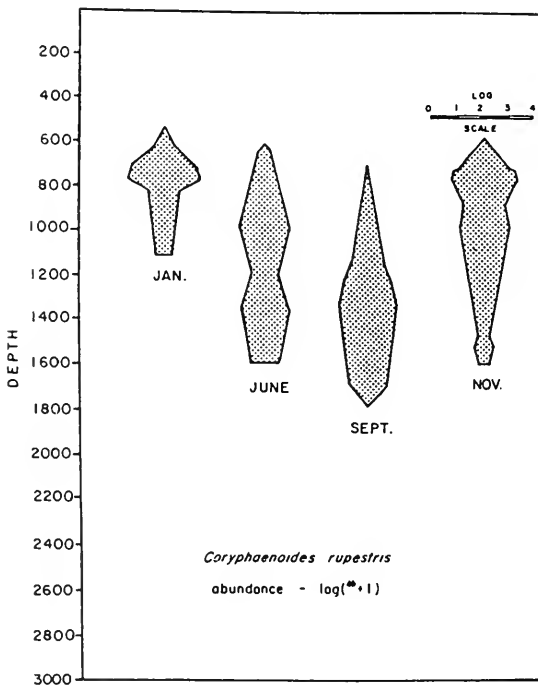 200
400
600
800
1000
1200
1400
1600
1800
2000
2200
2400
2600
2800
3000
DEPTH
LOG
0 1 2 3 4
SCALE
JAN.
JUNE
SEPT.
NOV.
Coryphaenoides rupestris
abundance - log(#+1)